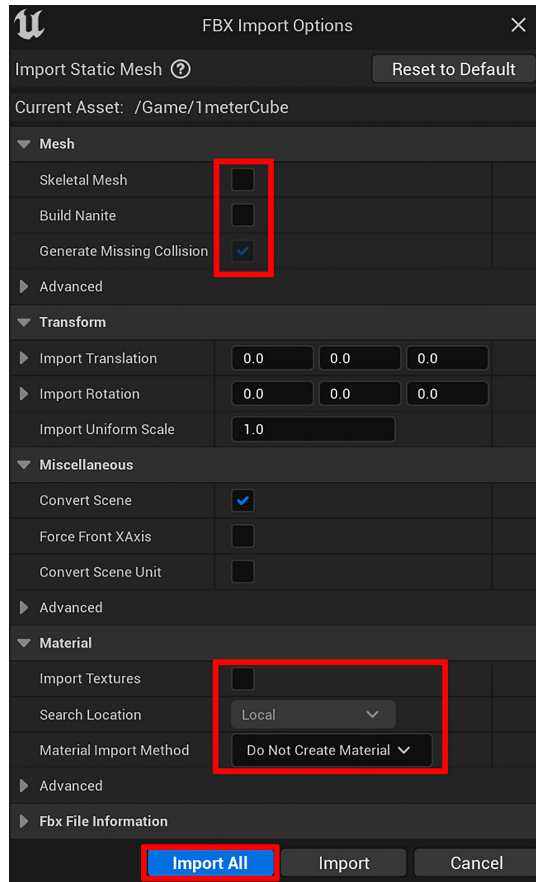 FBX Import Options
Import Static Mesh ? Reset to Default
Current Asset: /Game/1meterCube
Mesh
Skeletal Mesh
Build Nanite
Generate Missing Collision
Advanced
Transform
Import Translation 0.0 0.0 0.0
Import Rotation 0.0 0.0 0.0
Import Uniform Scale 1.0
Miscellaneous
Convert Scene
Force Front XAxis
Convert Scene Unit
Advanced
Material
Import Textures
Search Location Local
Material Import Method Do Not Create Material
Advanced
Fbx File Information
Import All Import Cancel